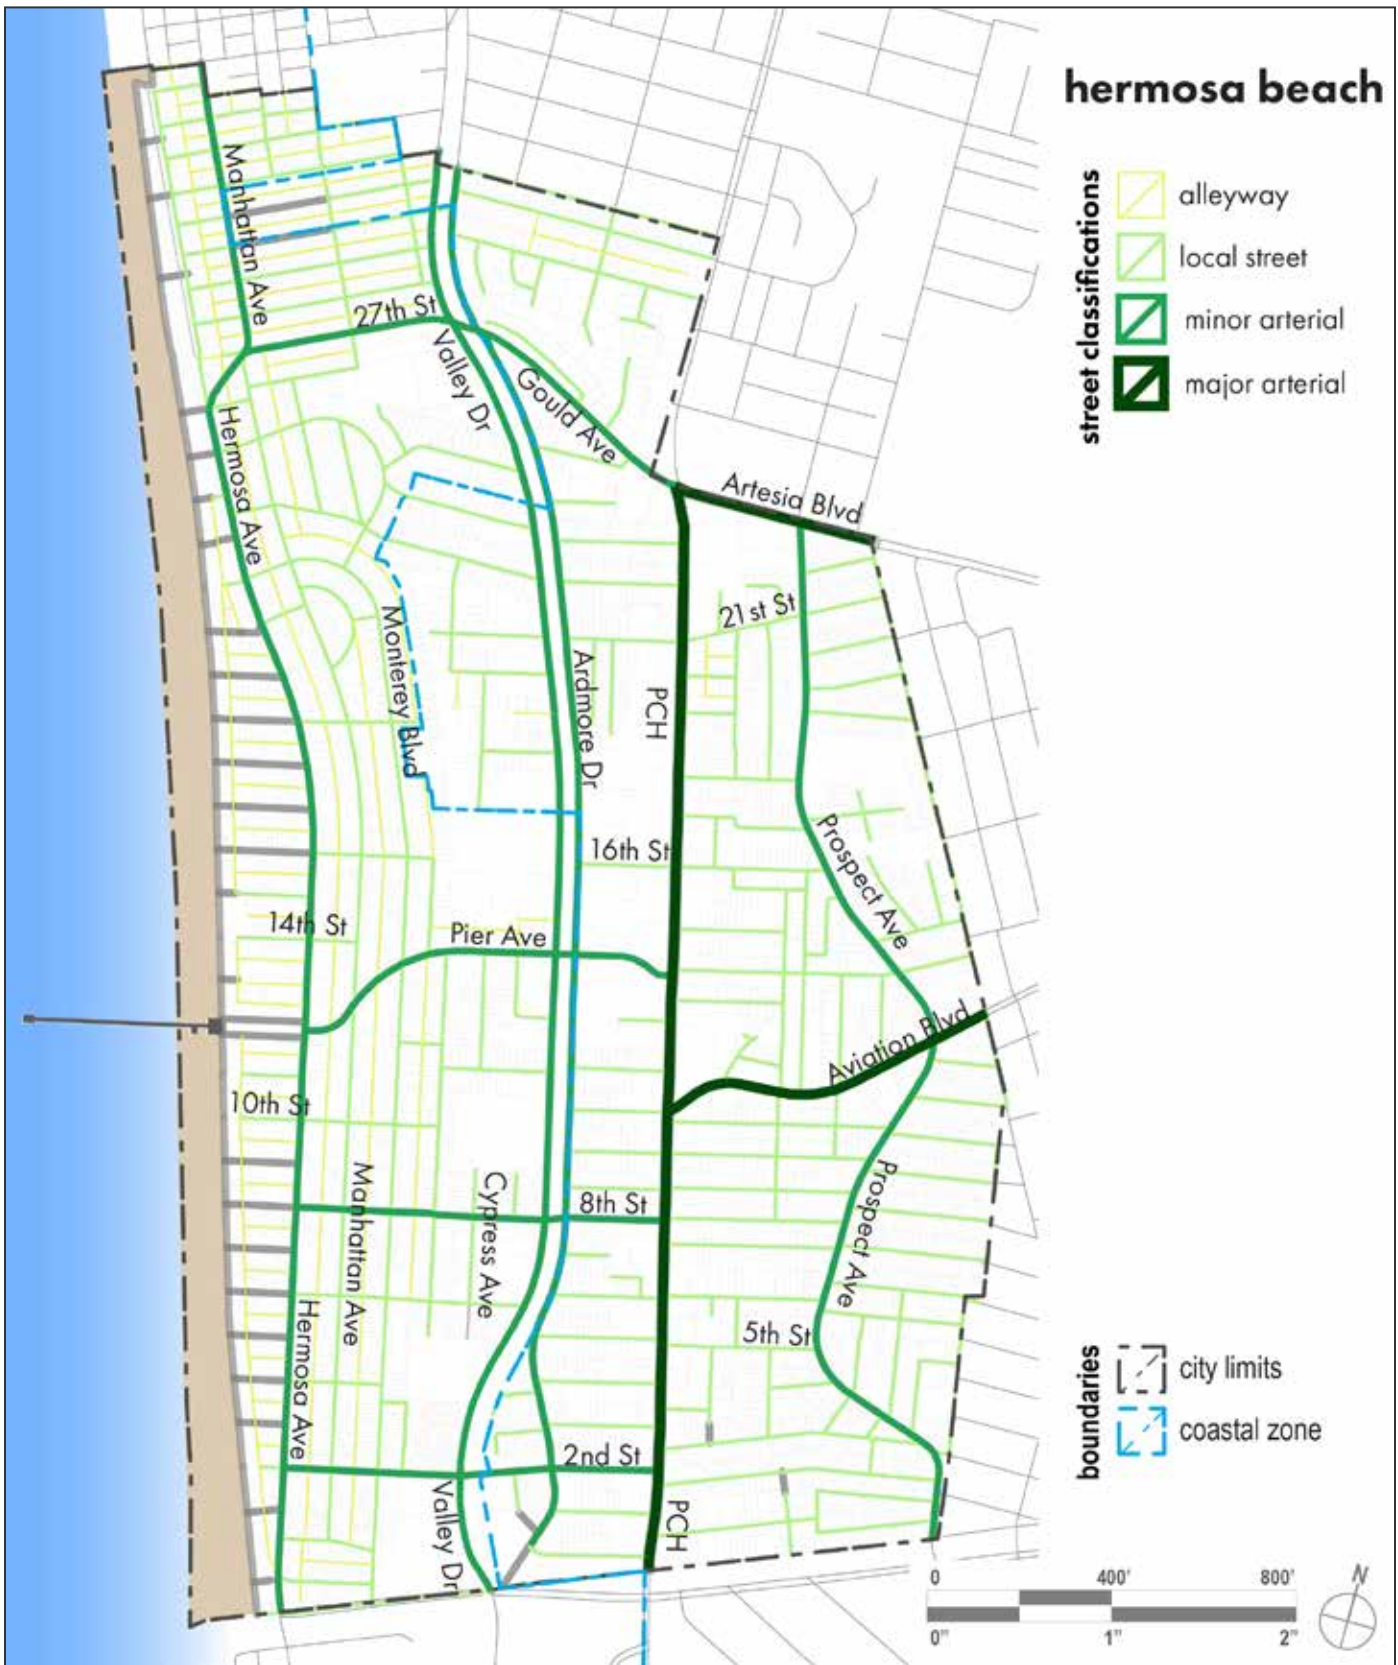 hermosa beach
street classifications
alleyway
local street
minor arterial
major arterial
Manhattan Ave
27th St
Valley Dr
Gould Ave
Hermosa Ave
Artesia Blvd
21st St
Monterey Blvd
Ardmore Dr
PCH
16th St
Prospect Ave
14th St
Pier Ave
Aviation Blvd
10th St
Manhattan Ave
Cypress Ave
8th St
Prospect Ave
Hermosa Ave
5th St
2nd St
Valley Dr
PCH
boundaries
city limits
coastal zone
0 400' 800'
0" 1" 2"
N